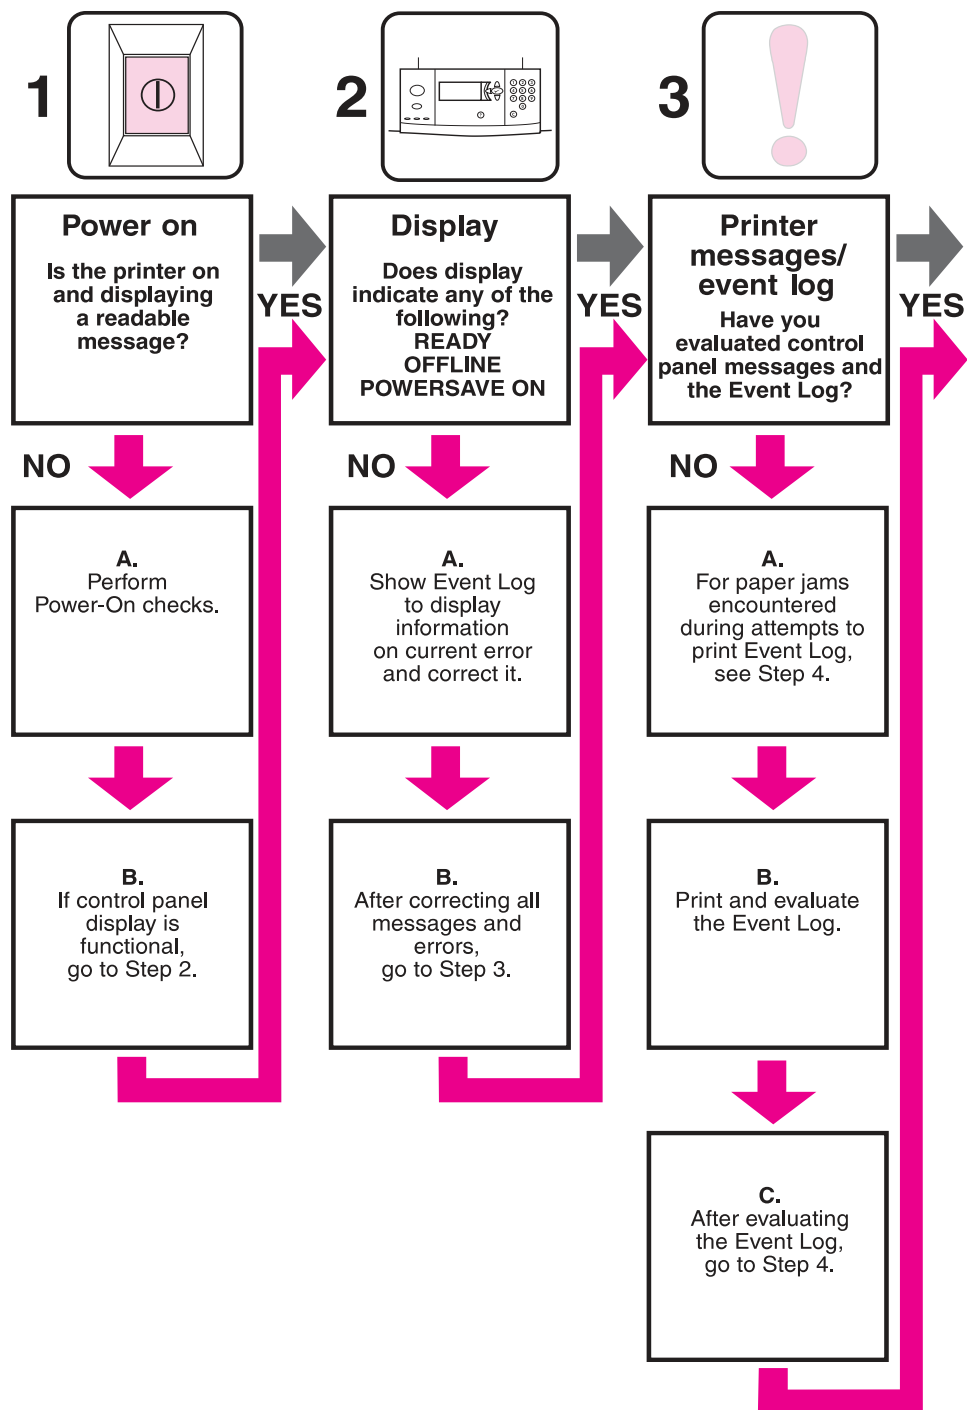 1
2
3
Power on
Is the printer on
and displaying
a readable
message?
YES
NO
A.
Perform
Power-On checks.
B.
If control panel
display is
functional,
go to Step 2.
Display
Does display
indicate any of the
following?
READY
OFFLINE
POWERSAVE ON
YES
NO
A.
Show Event Log
to display
information
on current error
and correct it.
B.
After correcting all
messages and
errors,
go to Step 3.
Printer
messages/
event log
Have you
evaluated control
panel messages and
the Event Log?
YES
NO
A.
For paper jams
encountered
during attempts to
print Event Log,
see Step 4.
B.
Print and evaluate
the Event Log.
C.
After evaluating
the Event Log,
go to Step 4.